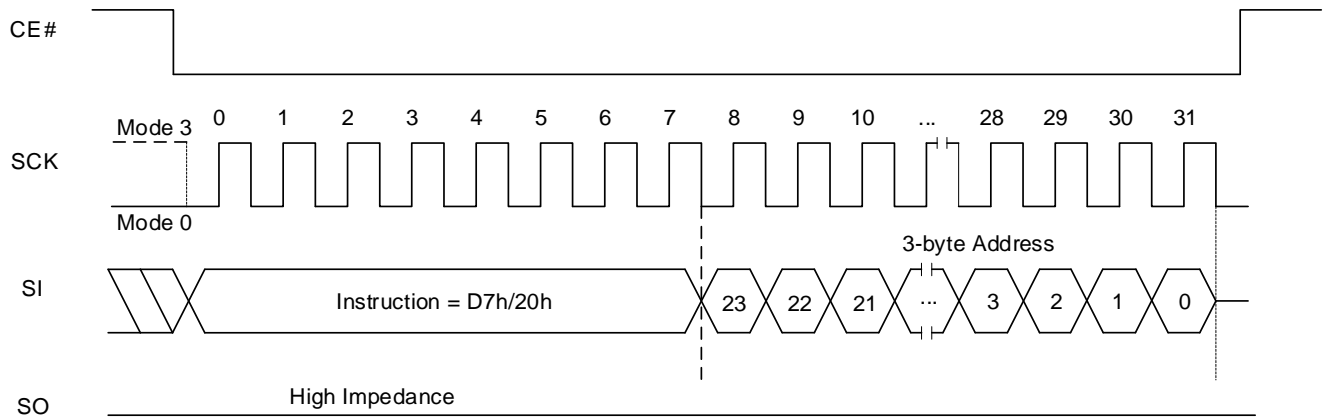 CE#
0 1 2 3 4 5 6 7 8 9 10 ... 28 29 30 31
Mode 3
SCK
Mode 0
3-byte Address
SI
Instruction = D7h/20h 23 22 21 ... 3 2 1 0
High Impedance
SO